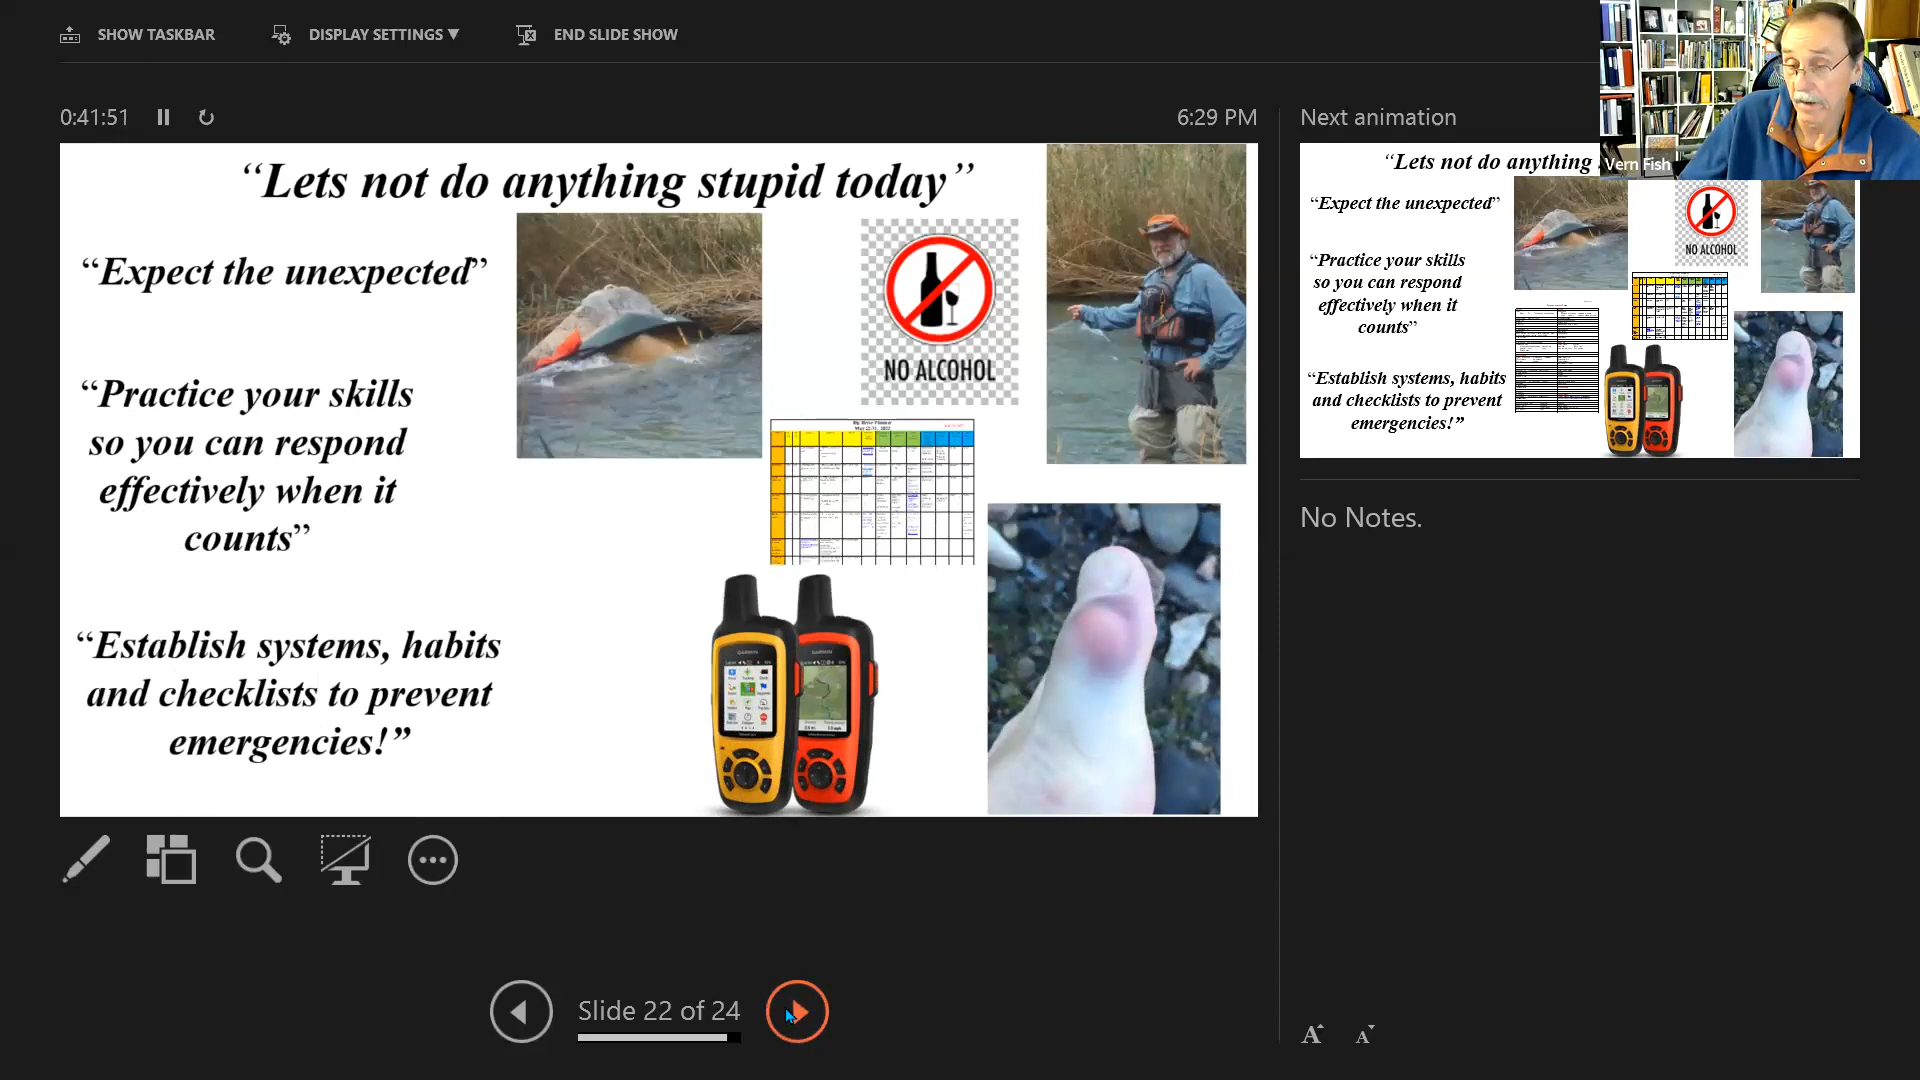 SHOW TASKBAR
DISPLAY SETTINGS ▼
END SLIDE SHOW
0:41:51
6:29 PM
Next animation
Vern Fish
“Lets not do anything stupid today”
“Expect the unexpected”
“Practice your skills
so you can respond
effectively when it
counts”
“Establish systems, habits
and checklists to prevent
emergencies!”
NO ALCOHOL
GARMIN
GARMIN
“Lets not do anything
“Expect the unexpected”
“Practice your skills
so you can respond
effectively when it
counts”
“Establish systems, habits
and checklists to prevent
emergencies!”
NO ALCOHOL
No Notes.
Slide 22 of 24
A
A